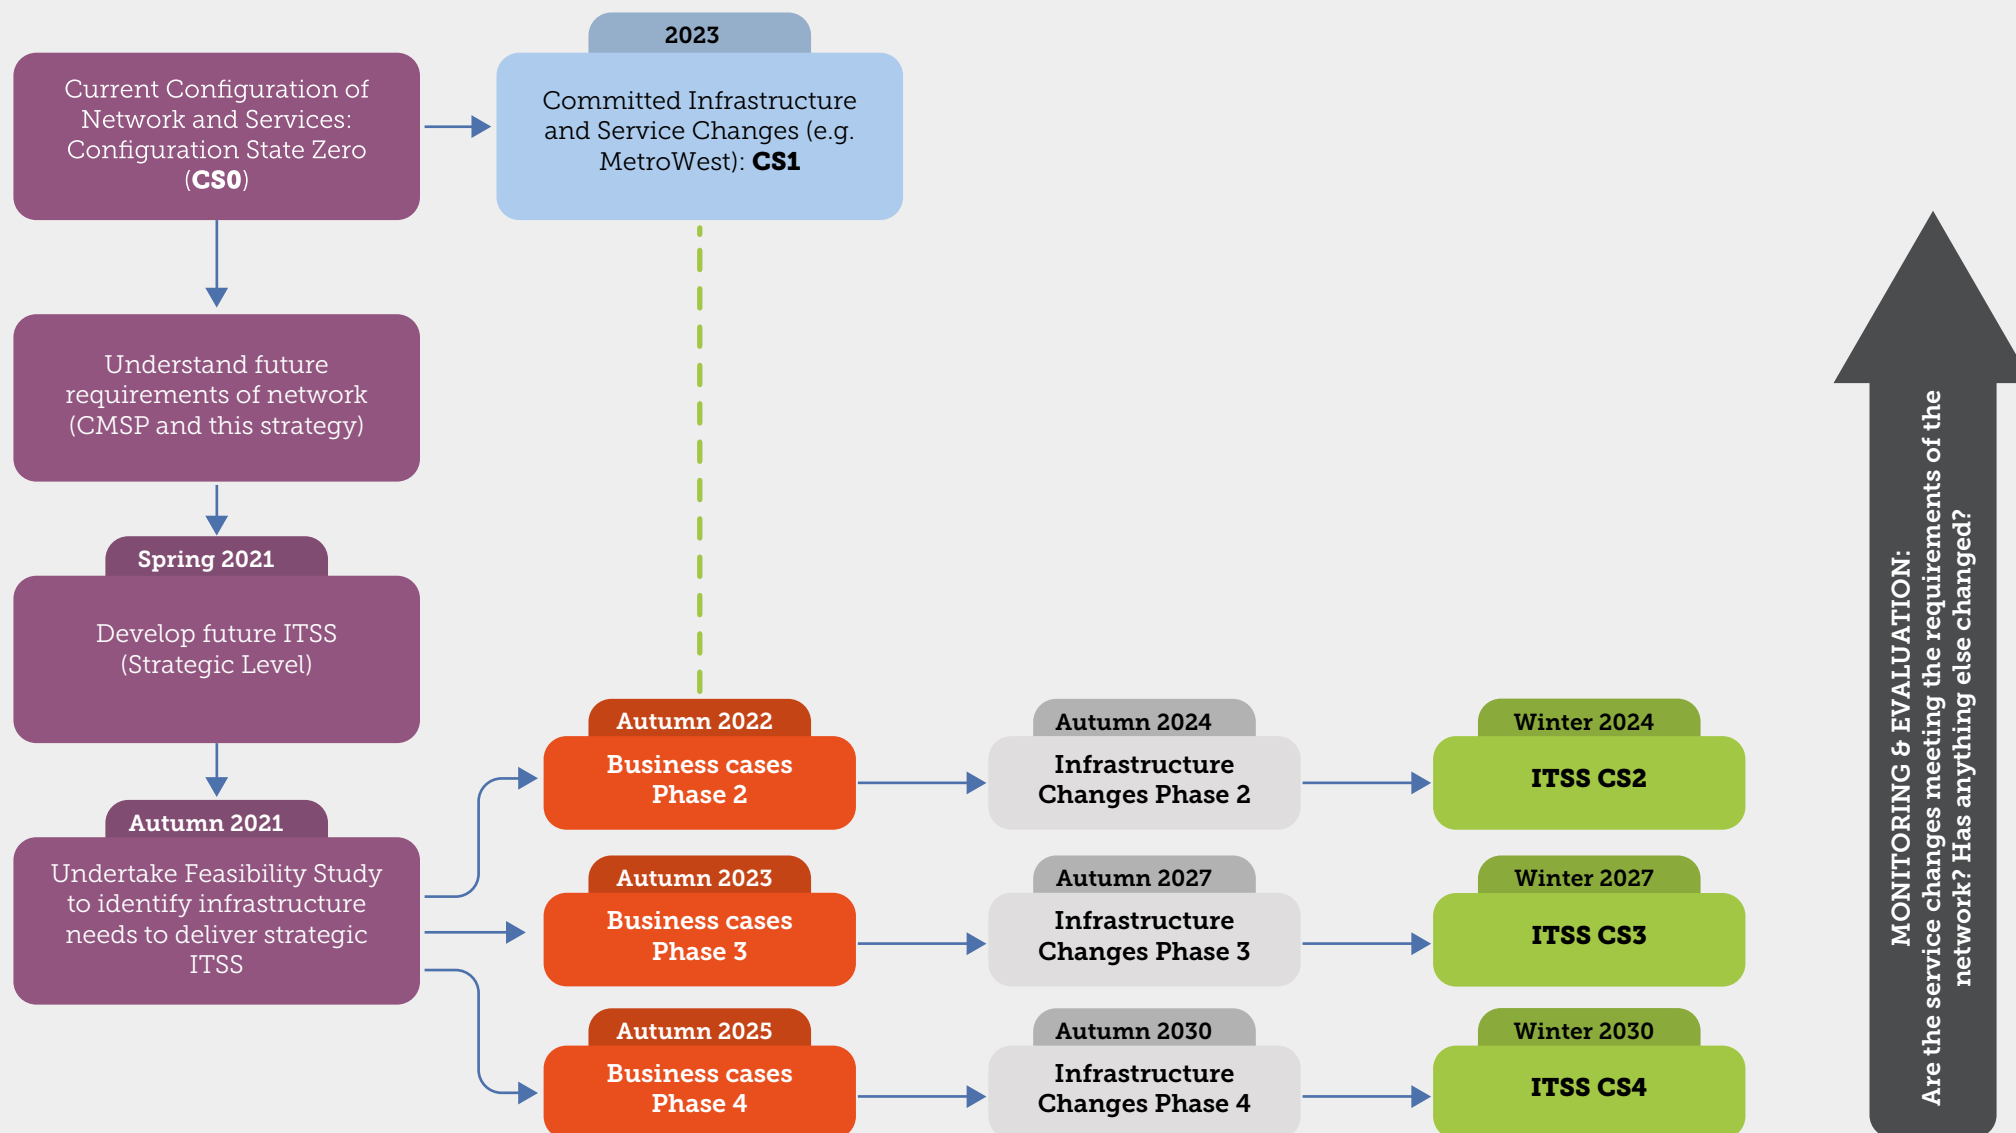 Current Configuration of
Network and Services:
Configuration State Zero
(CS0)
2023
Committed Infrastructure
and Service Changes (e.g.
MetroWest): CS1
Understand future
requirements of network
(CMSP and this strategy)
Spring 2021
Develop future ITSS
(Strategic Level)
Autumn 2021
Undertake Feasibility Study
to identify infrastructure
needs to deliver strategic
ITSS
Autumn 2022
Business cases
Phase 2
Autumn 2024
Infrastructure
Changes Phase 2
Winter 2024
ITSS CS2
Autumn 2023
Business cases
Phase 3
Autumn 2027
Infrastructure
Changes Phase 3
Winter 2027
ITSS CS3
Autumn 2025
Business cases
Phase 4
Autumn 2030
Infrastructure
Changes Phase 4
Winter 2030
ITSS CS4
MONITORING & EVALUATION:
Are the service changes meeting the requirements of the
network? Has anything else changed?